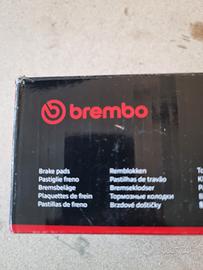 brembo
Brake pads
Pastiglie freno
Bremsbeläge
Plaquettes de frein
Pastillas de freno
Remblokken
Pastilhas de travão
Bremseklodser
Тормозные колодки
Brzdové doštičky